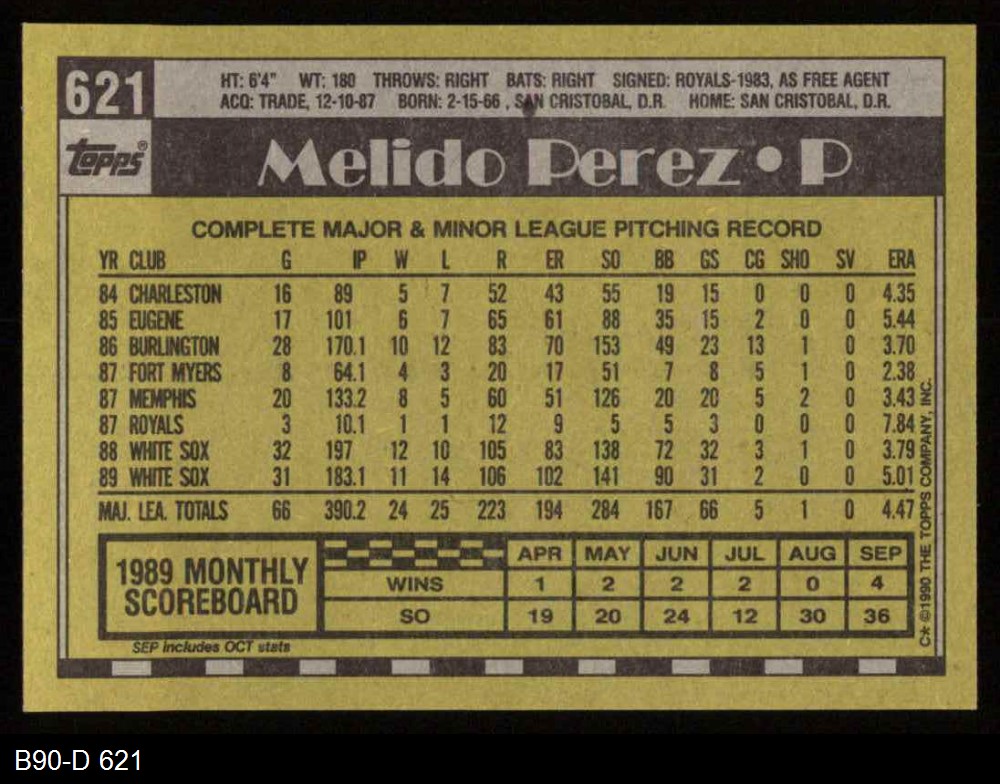 621
HT: 6'4" WT: 180 THROWS: RIGHT BATS: RIGHT SIGNED: ROYALS-1983, AS FREE AGENT
ACQ: TRADE, 12-10-87 BORN: 2-15-66, SAN CRISTOBAL, D.R. HOME: SAN CRISTOBAL, D.R.
TOPPS®
Melido Perez • P
COMPLETE MAJOR & MINOR LEAGUE PITCHING RECORD
YR CLUB G IP W L R ER SO BB GS CG SHO SV ERA
84 CHARLESTON 16 89 5 7 52 43 55 19 15 0 0 0 4.35
85 EUGENE 17 101 6 7 65 61 88 35 15 2 0 0 5.44
86 BURLINGTON 28 170.1 10 12 83 70 153 49 23 13 1 0 3.70
87 FORT MYERS 8 64.1 4 3 20 17 51 7 8 5 1 0 2.38
87 MEMPHIS 20 133.2 8 5 60 51 126 20 20 5 2 0 3.43
87 ROYALS 3 10.1 1 1 12 9 5 5 3 0 0 0 7.84
88 WHITE SOX 32 197 12 10 105 83 138 72 32 3 1 0 3.79
89 WHITE SOX 31 183.1 11 14 106 102 141 90 31 2 0 0 5.01
MAJ. LEA. TOTALS 66 390.2 24 25 223 194 284 167 66 5 1 0 4.47
1989 MONTHLY SCOREBOARD
APR MAY JUN JUL AUG SEP
WINS 1 2 2 2 0 4
SO 19 20 24 12 30 36
SEP includes OCT stats
C* ©1990 THE TOPPS COMPANY, INC.
B90-D 621